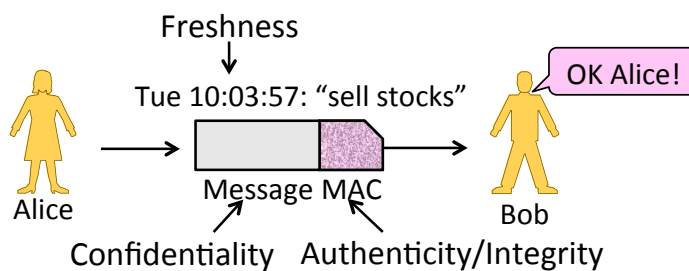 Freshness
OK Alice!
Tue 10:03:57: “sell stocks”
Message MAC
Alice
Bob
Confidentiality
Authenticity/Integrity